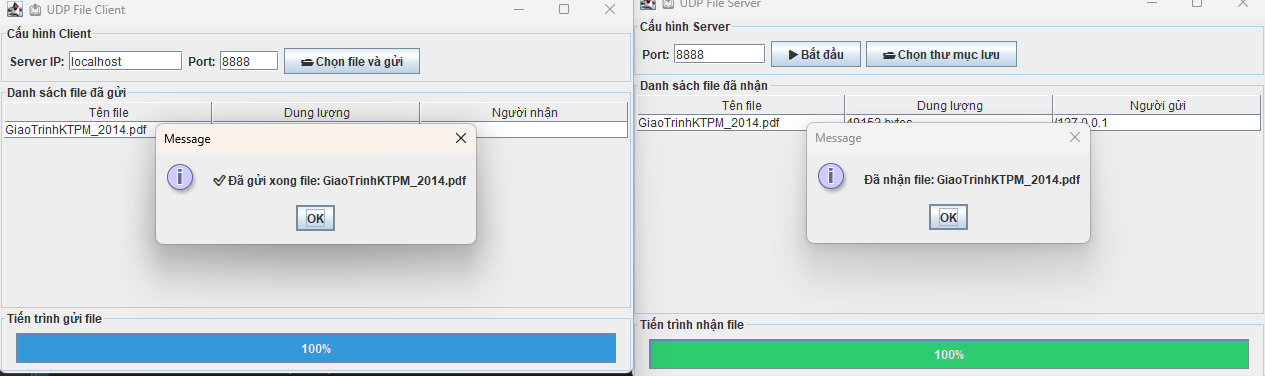 UDP File Client
Cấu hình Client
Server IP: localhost Port: 8888 Chọn file và gửi
Danh sách file đã gửi
Tên file Dung lượng Người nhận
GiaoTrinhKTPM_2014.pdf
Message
Đã gửi xong file: GiaoTrinhKTPM_2014.pdf
OK
Tiến trình gửi file
100%
UDP File Server
Cấu hình Server
Port: 8888 Bắt đầu Chọn thư mục lưu
Danh sách file đã nhận
Tên file Dung lượng Người gửi
GiaoTrinhKTPM_2014.pdf 49152 bytes /127.0.0.1
Message
Đã nhận file: GiaoTrinhKTPM_2014.pdf
OK
Tiến trình nhận file
100%